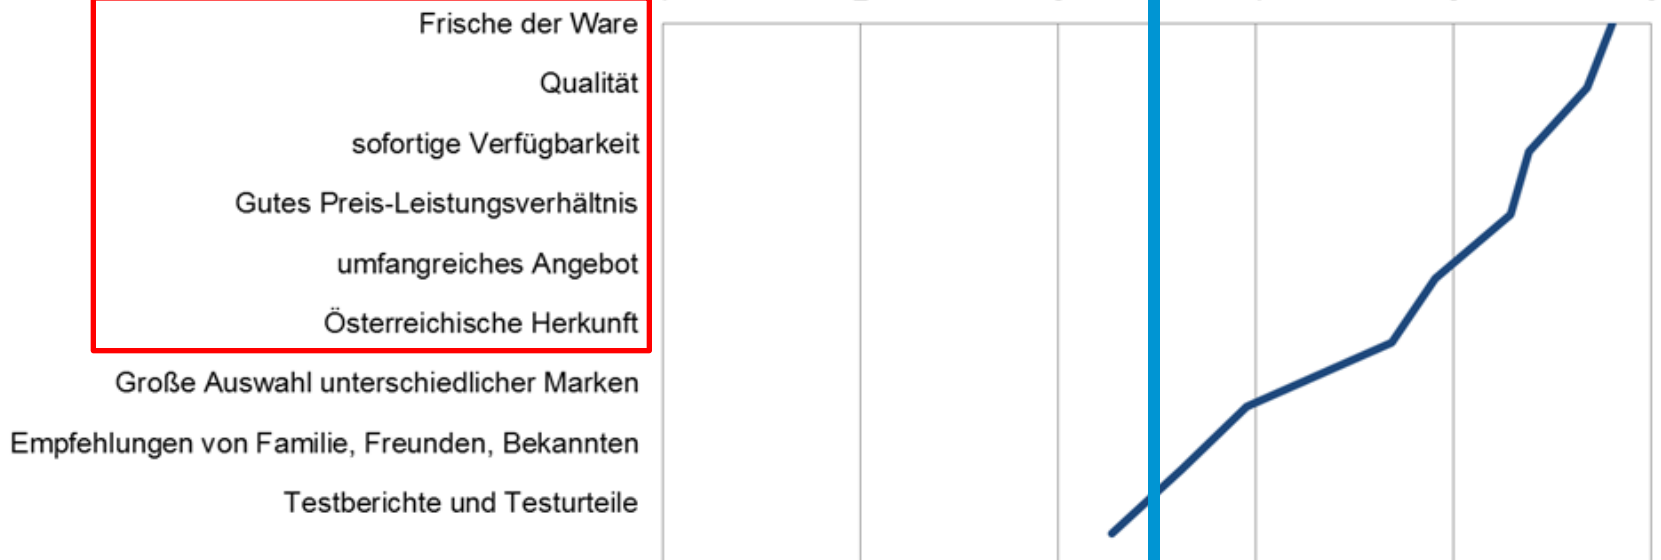 Frische der Ware
Qualität
sofortige Verfügbarkeit
Gutes Preis-Leistungsverhältnis
umfangreiches Angebot
Österreichische Herkunft
Große Auswahl unterschiedlicher Marken
Empfehlungen von Familie, Freunden, Bekannten
Testberichte und Testurteile